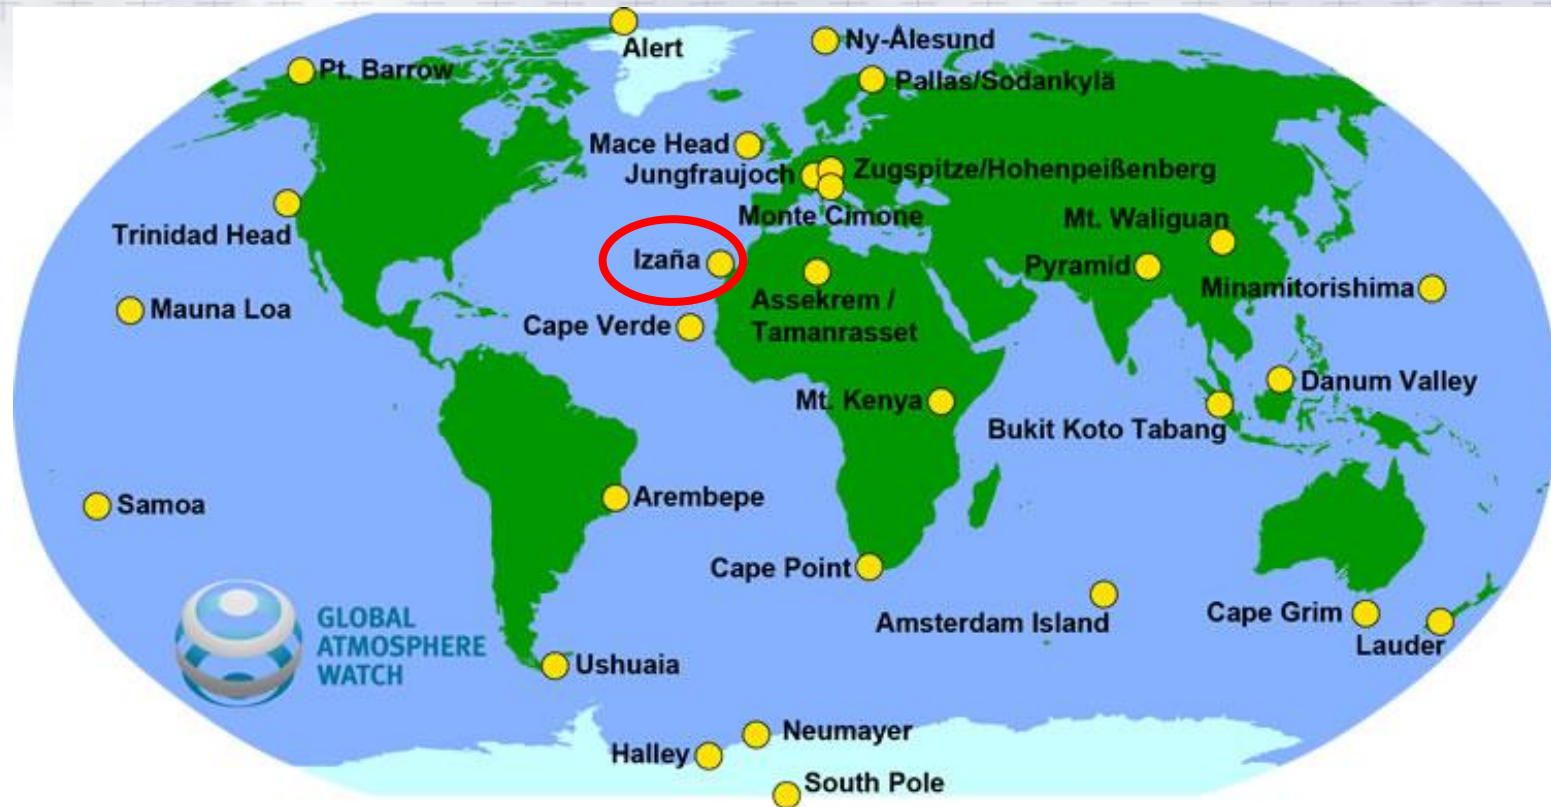 Alert
Ny-Ålesund
Pt. Barrow
Pallas/Sodankylä
Mace Head
Jungfraujoch
Zugspitze/Hohenpeißenberg
Monte Cimone
Mt. Waliguan
Trinidad Head
Izaña
Pyramid
Minamitorishima
Mauna Loa
Assekrem /
Tamanrasset
Cape Verde
Danum Valley
Mt. Kenya
Bukit Koto Tabang
Samoa
Arembepe
Cape Point
Amsterdam Island
Cape Grim
Lauder
GLOBAL
ATMOSPHERE
WATCH
Ushuaia
Neumayer
Halley
South Pole